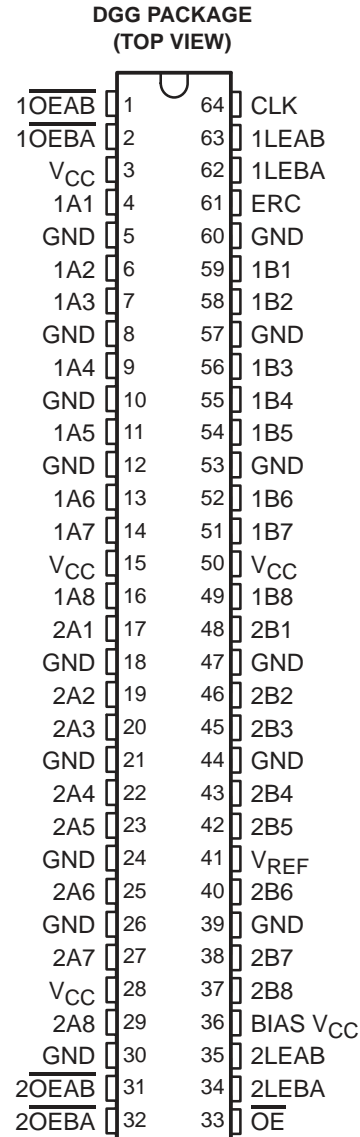 DGG PACKAGE
(TOP VIEW)
1OEAB 1 64 CLK
1OEBA 2 63 1LEAB
VCC 3 62 1LEBA
1A1 4 61 ERC
GND 5 60 GND
1A2 6 59 1B1
1A3 7 58 1B2
GND 8 57 GND
1A4 9 56 1B3
GND 10 55 1B4
1A5 11 54 1B5
GND 12 53 GND
1A6 13 52 1B6
1A7 14 51 1B7
VCC 15 50 VCC
1A8 16 49 1B8
2A1 17 48 2B1
GND 18 47 GND
2A2 19 46 2B2
2A3 20 45 2B3
GND 21 44 GND
2A4 22 43 2B4
2A5 23 42 2B5
GND 24 41 VREF
2A6 25 40 2B6
GND 26 39 GND
2A7 27 38 2B7
VCC 28 37 2B8
2A8 29 36 BIAS VCC
GND 30 35 2LEAB
2OEAB 31 34 2LEBA
2OEBA 32 33 OE